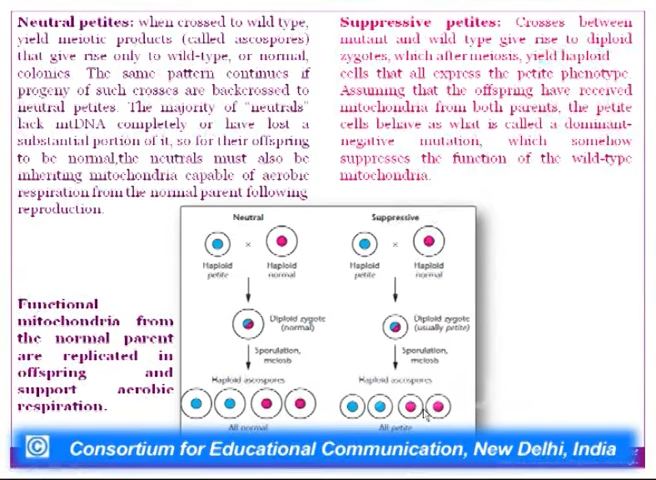 Neutral petites: when crossed to wild type,
yield meiotic products (called ascospores)
that give rise only to wild-type, or normal,
colonies. The same pattern continues if
progeny of such crosses are backcrossed to
neutral petites. The majority of “neutrals”
lack mtDNA completely or have lost a
substantial portion of it, so for their offspring
to be normal,the neutrals must also be
inheriting mitochondria capable of aerobic
respiration from the normal parent following
reproduction.
Suppressive petites: Crosses between
mutant and wild type give rise to diploid
zygotes, which after meiosis, yield haploid
cells that all express the petite phenotype.
Assuming that the offspring have received
mitochondria from both parents, the petite
cells behave as what is called a dominant-
negative mutation, which somehow
suppresses the function of the wild-type
mitochondria.
Functional
mitochondria from
the normal parent
are replicated in
offspring and
support aerobic
respiration.
Neutral
×
Haploid
petite
Haploid
normal
Diploid zygote
(normal)
Sporulation,
meiosis
Haploid ascospores
All normal
Suppressive
×
Haploid
petite
Haploid
normal
Diploid zygote
(usually petite)
Sporulation,
meiosis
Haploid ascospores
All petite
© Consortium for Educational Communication, New Delhi, India